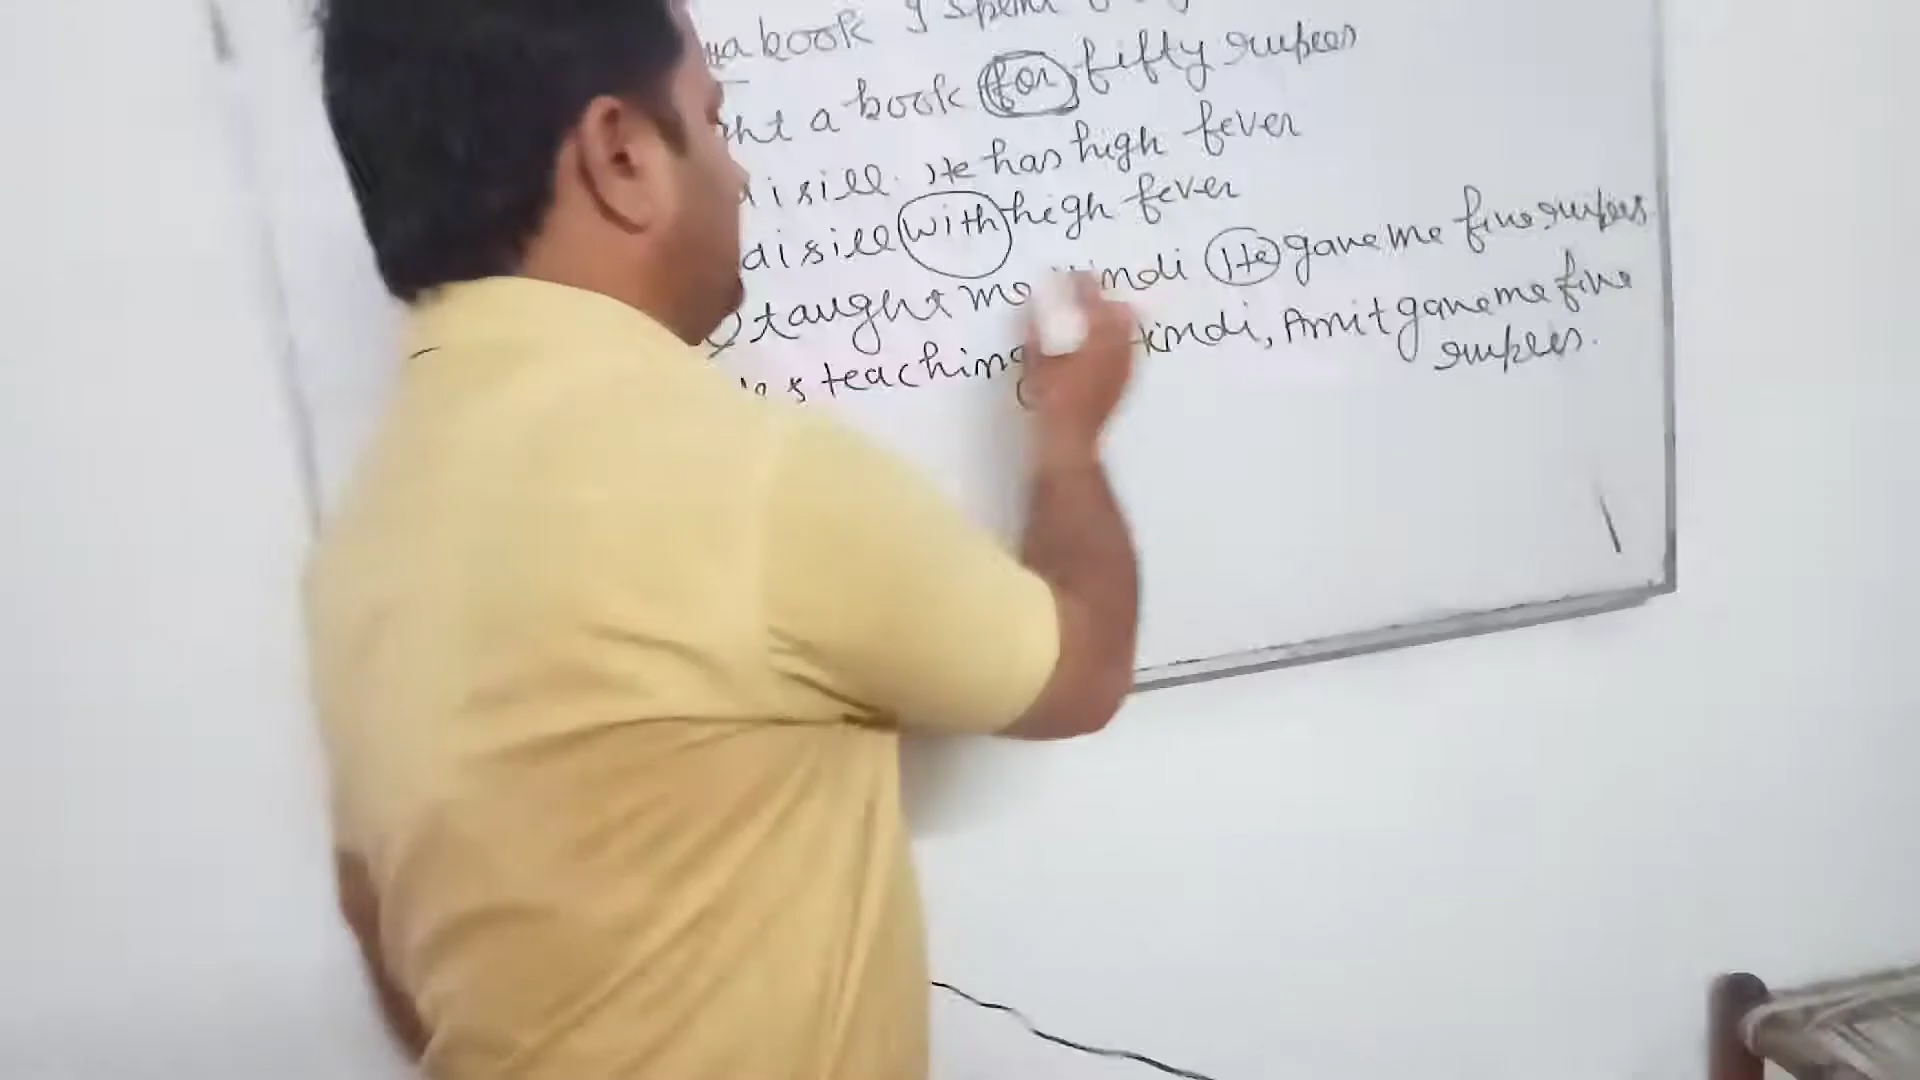 a book I spent
a book for fifty rupees
is ill. He has high fever
is ill with high fever
taught me Hindi He gave me five rupees
teaching Hindi, Amit gave me five
rupees.